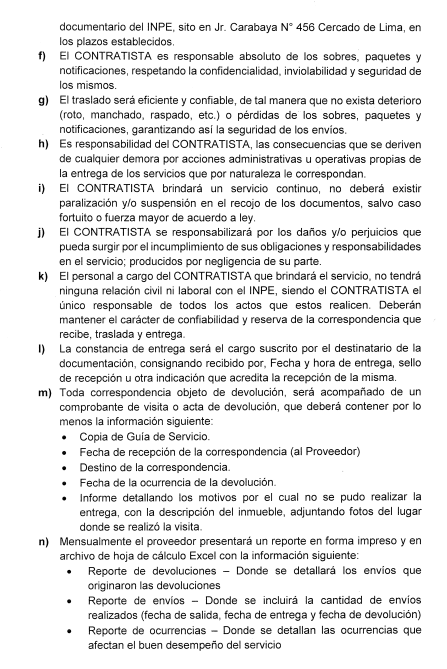 documentario del INPE, sito en Jr. Carabaya N° 456 Cercado de Lima, en
los plazos establecidos.
f) El CONTRATISTA es responsable absoluto de los sobres, paquetes y
notificaciones, respetando la confidencialidad, inviolabilidad y seguridad de
los mismos.
g) El traslado será eficiente y confiable, de tal manera que no exista deterioro
(roto, manchado, raspado, etc.) o pérdidas de los sobres, paquetes y
notificaciones, garantizando así la seguridad de los envíos.
h) Es responsabilidad del CONTRATISTA, las consecuencias que se deriven
de cualquier demora por acciones administrativas u operativas propias de
la entrega de los servicios que por naturaleza le correspondan.
i) El CONTRATISTA brindará un servicio continuo, no deberá existir
paralización y/o suspensión en el recojo de los documentos, salvo caso
fortuito o fuerza mayor de acuerdo a ley.
j) El CONTRATISTA se responsabilizará por los daños y/o perjuicios que
pueda surgir por el incumplimiento de sus obligaciones y responsabilidades
en el servicio; producidos por negligencia de su parte.
k) El personal a cargo del CONTRATISTA que brindará el servicio, no tendrá
ninguna relación civil ni laboral con el INPE, siendo el CONTRATISTA el
único responsable de todos los actos que estos realicen. Deberán
mantener el carácter de confiabilidad y reserva de la correspondencia que
recibe, traslada y entrega.
l) La constancia de entrega será el cargo suscrito por el destinatario de la
documentación, consignando recibido por, Fecha y hora de entrega, sello
de recepción u otra indicación que acredita la recepción de la misma.
m) Toda correspondencia objeto de devolución, será acompañado de un
comprobante de visita o acta de devolución, que deberá contener por lo
menos la información siguiente:
• Copia de Guía de Servicio.
• Fecha de recepción de la correspondencia (al Proveedor)
• Destino de la correspondencia.
• Fecha de la ocurrencia de la devolución.
• Informe detallando los motivos por el cual no se pudo realizar la
entrega, con la descripción del inmueble, adjuntando fotos del lugar
donde se realizó la visita.
n) Mensualmente el proveedor presentará un reporte en forma impreso y en
archivo de hoja de cálculo Excel con la información siguiente:
• Reporte de devoluciones – Donde se detallará los envíos que
originaron las devoluciones
• Reporte de envíos – Donde se incluirá la cantidad de envíos
realizados (fecha de salida, fecha de entrega y fecha de devolución)
• Reporte de ocurrencias – Donde se detallan las ocurrencias que
afectan el buen desempeño del servicio